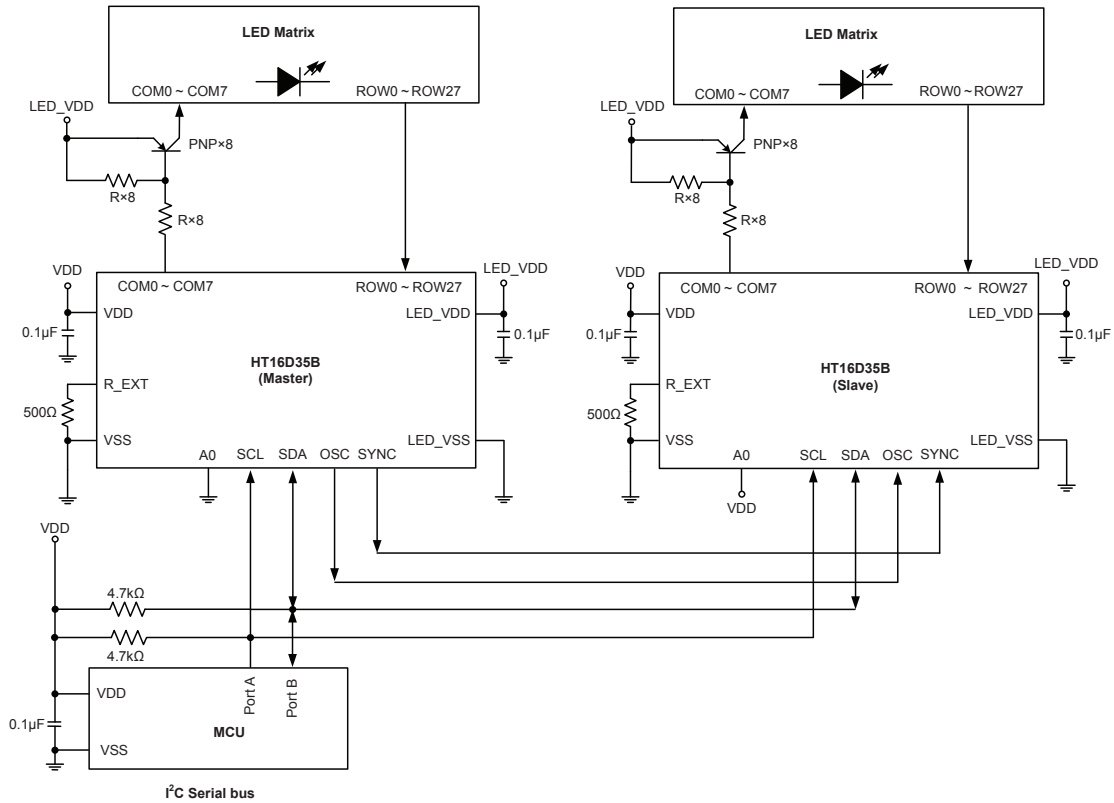 LED Matrix
COM0 ~ COM7
ROW0 ~ ROW27
LED_VDD
PNP×8
R×8
R×8
VDD
LED_VDD
COM0 ~ COM7
ROW0 ~ ROW27
VDD
LED_VDD
0.1μF
0.1μF
HT16D35B
(Master)
R_EXT
500Ω
VSS
LED_VSS
A0
SCL
SDA
OSC
SYNC
LED Matrix
COM0 ~ COM7
ROW0 ~ ROW27
LED_VDD
PNP×8
R×8
R×8
VDD
LED_VDD
COM0 ~ COM7
ROW0 ~ ROW27
VDD
LED_VDD
0.1μF
0.1μF
HT16D35B
(Slave)
R_EXT
500Ω
VSS
LED_VSS
A0
SCL
SDA
OSC
SYNC
VDD
VDD
4.7kΩ
4.7kΩ
Port A
Port B
VDD
0.1μF
MCU
VSS
I²C Serial bus